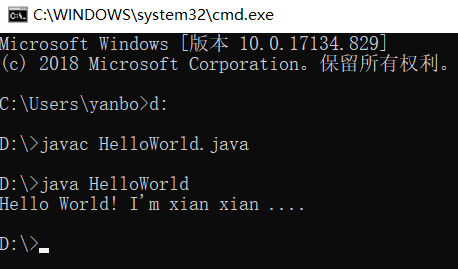 C:\WINDOWS\system32\cmd.exe
Microsoft Windows [版本 10.0.17134.829]
(c) 2018 Microsoft Corporation。保留所有权利。
C:\Users\yanbo>d:
D:\>javac HelloWorld.java
D:\>java HelloWorld
Hello World! I'm xian xian ....
D:\>